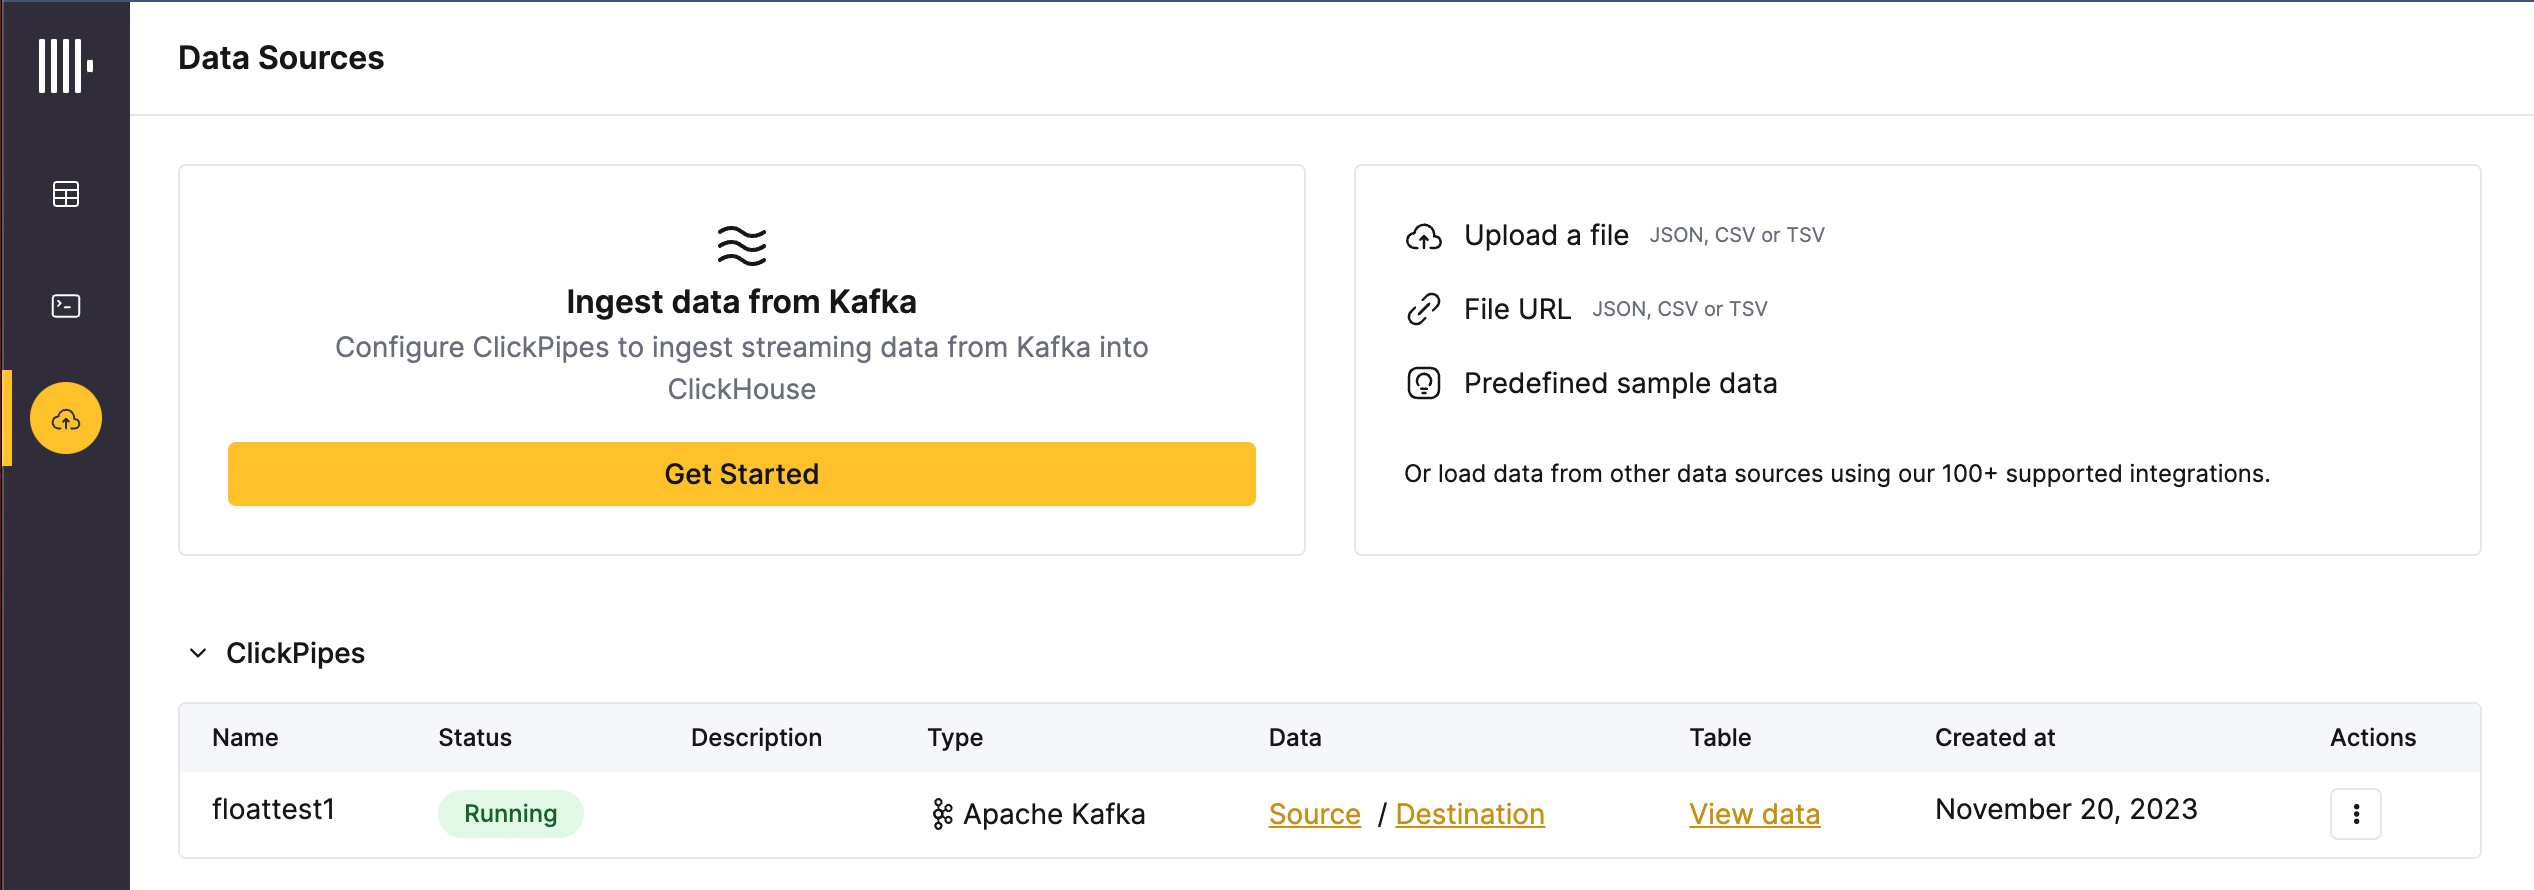 Data Sources
Ingest data from Kafka
Configure ClickPipes to ingest streaming data from Kafka into
ClickHouse
Get Started
Upload a file JSON, CSV or TSV
File URL JSON, CSV or TSV
Predefined sample data
Or load data from other data sources using our 100+ supported integrations.
ClickPipes
Name Status Description Type Data Table Created at Actions
floattest1 Running Apache Kafka Source / Destination View data November 20, 2023